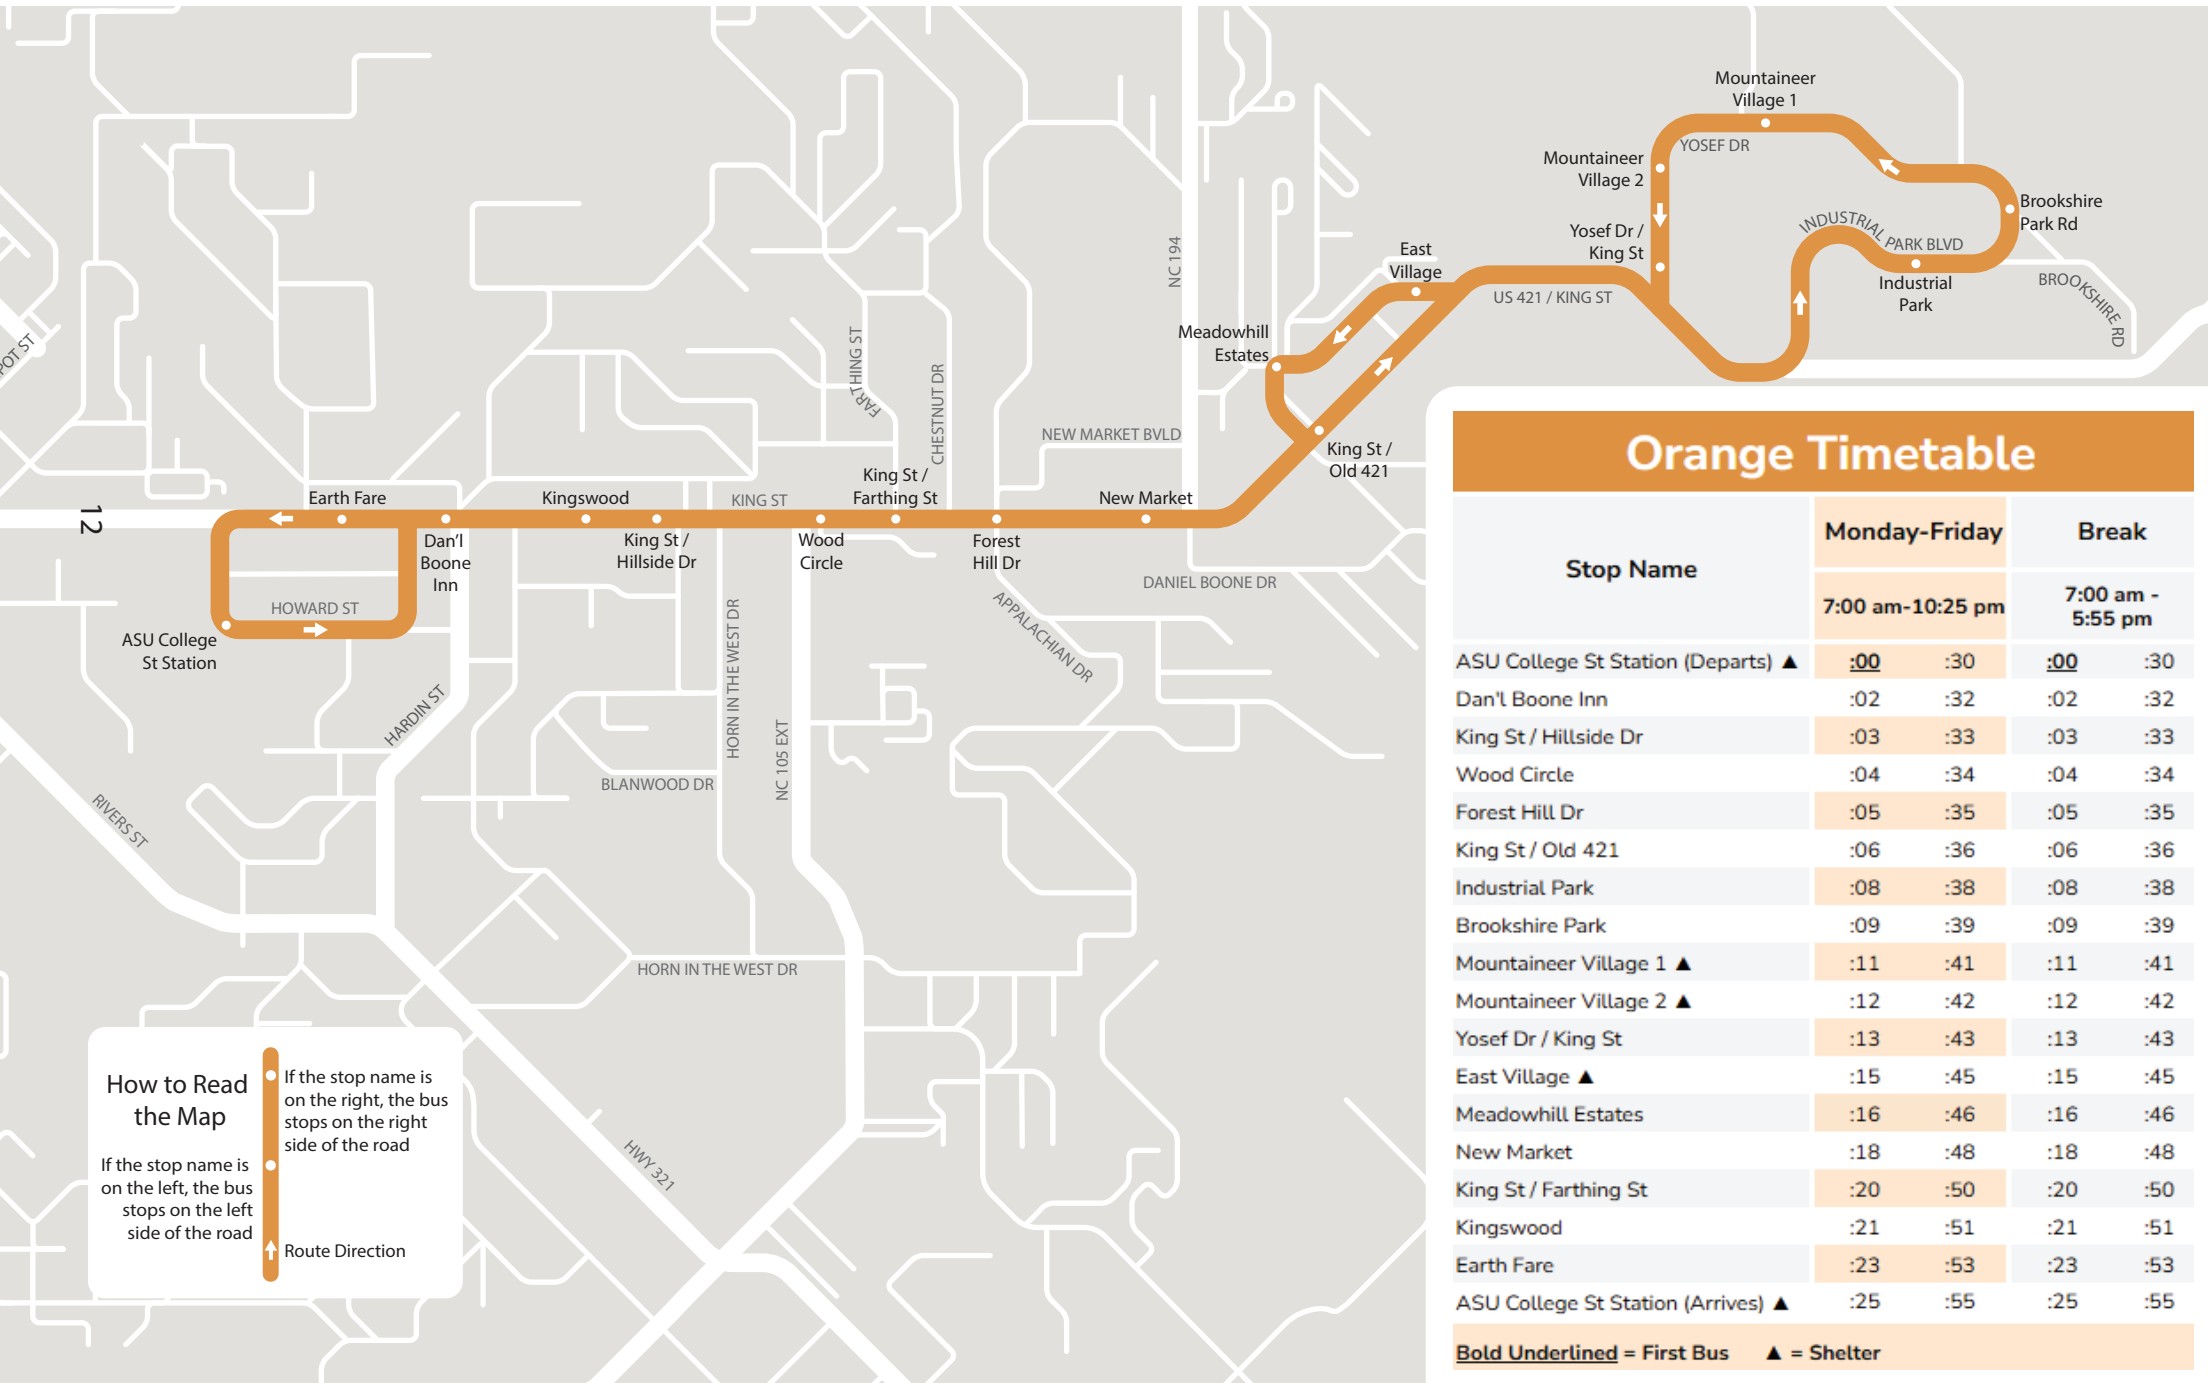 Mountaineer
Village 1
YOSEF DR
Mountaineer
Village 2
Yosef Dr /
King St
Brookshire
Park Rd
INDUSTRIAL PARK BLVD
Industrial
Park
BROOKSHIRE RD
US 421 / KING ST
East
Village
NC 194
Meadowhill
Estates
King St /
Old 421
NEW MARKET BVLD
New Market
FARTHING ST
CHESTNUT DR
King St /
Farthing St
KING ST
Kingswood
Earth Fare
12
POT ST
Dan'l
Boone
Inn
King St /
Hillside Dr
Wood
Circle
Forest
Hill Dr
DANIEL BOONE DR
HOWARD ST
ASU College
St Station
APPALACHIAN DR
HORN IN THE WEST DR
NC 105 EXT
HARDIN ST
BLANWOOD DR
RIVERS ST
HORN IN THE WEST DR
HWY 321
How to Read
the Map
If the stop name is
on the right, the bus
stops on the right
side of the road
If the stop name is
on the left, the bus
stops on the left
side of the road
Route Direction
Orange Timetable
Stop Name Monday-Friday Break
7:00 am-10:25 pm 7:00 am -
5:55 pm
ASU College St Station (Departs) ▲ :00 :30 :00 :30
Dan'l Boone Inn :02 :32 :02 :32
King St / Hillside Dr :03 :33 :03 :33
Wood Circle :04 :34 :04 :34
Forest Hill Dr :05 :35 :05 :35
King St / Old 421 :06 :36 :06 :36
Industrial Park :08 :38 :08 :38
Brookshire Park :09 :39 :09 :39
Mountaineer Village 1 ▲ :11 :41 :11 :41
Mountaineer Village 2 ▲ :12 :42 :12 :42
Yosef Dr / King St :13 :43 :13 :43
East Village ▲ :15 :45 :15 :45
Meadowhill Estates :16 :46 :16 :46
New Market :18 :48 :18 :48
King St / Farthing St :20 :50 :20 :50
Kingswood :21 :51 :21 :51
Earth Fare :23 :53 :23 :53
ASU College St Station (Arrives) ▲ :25 :55 :25 :55
Bold Underlined = First Bus ▲ = Shelter